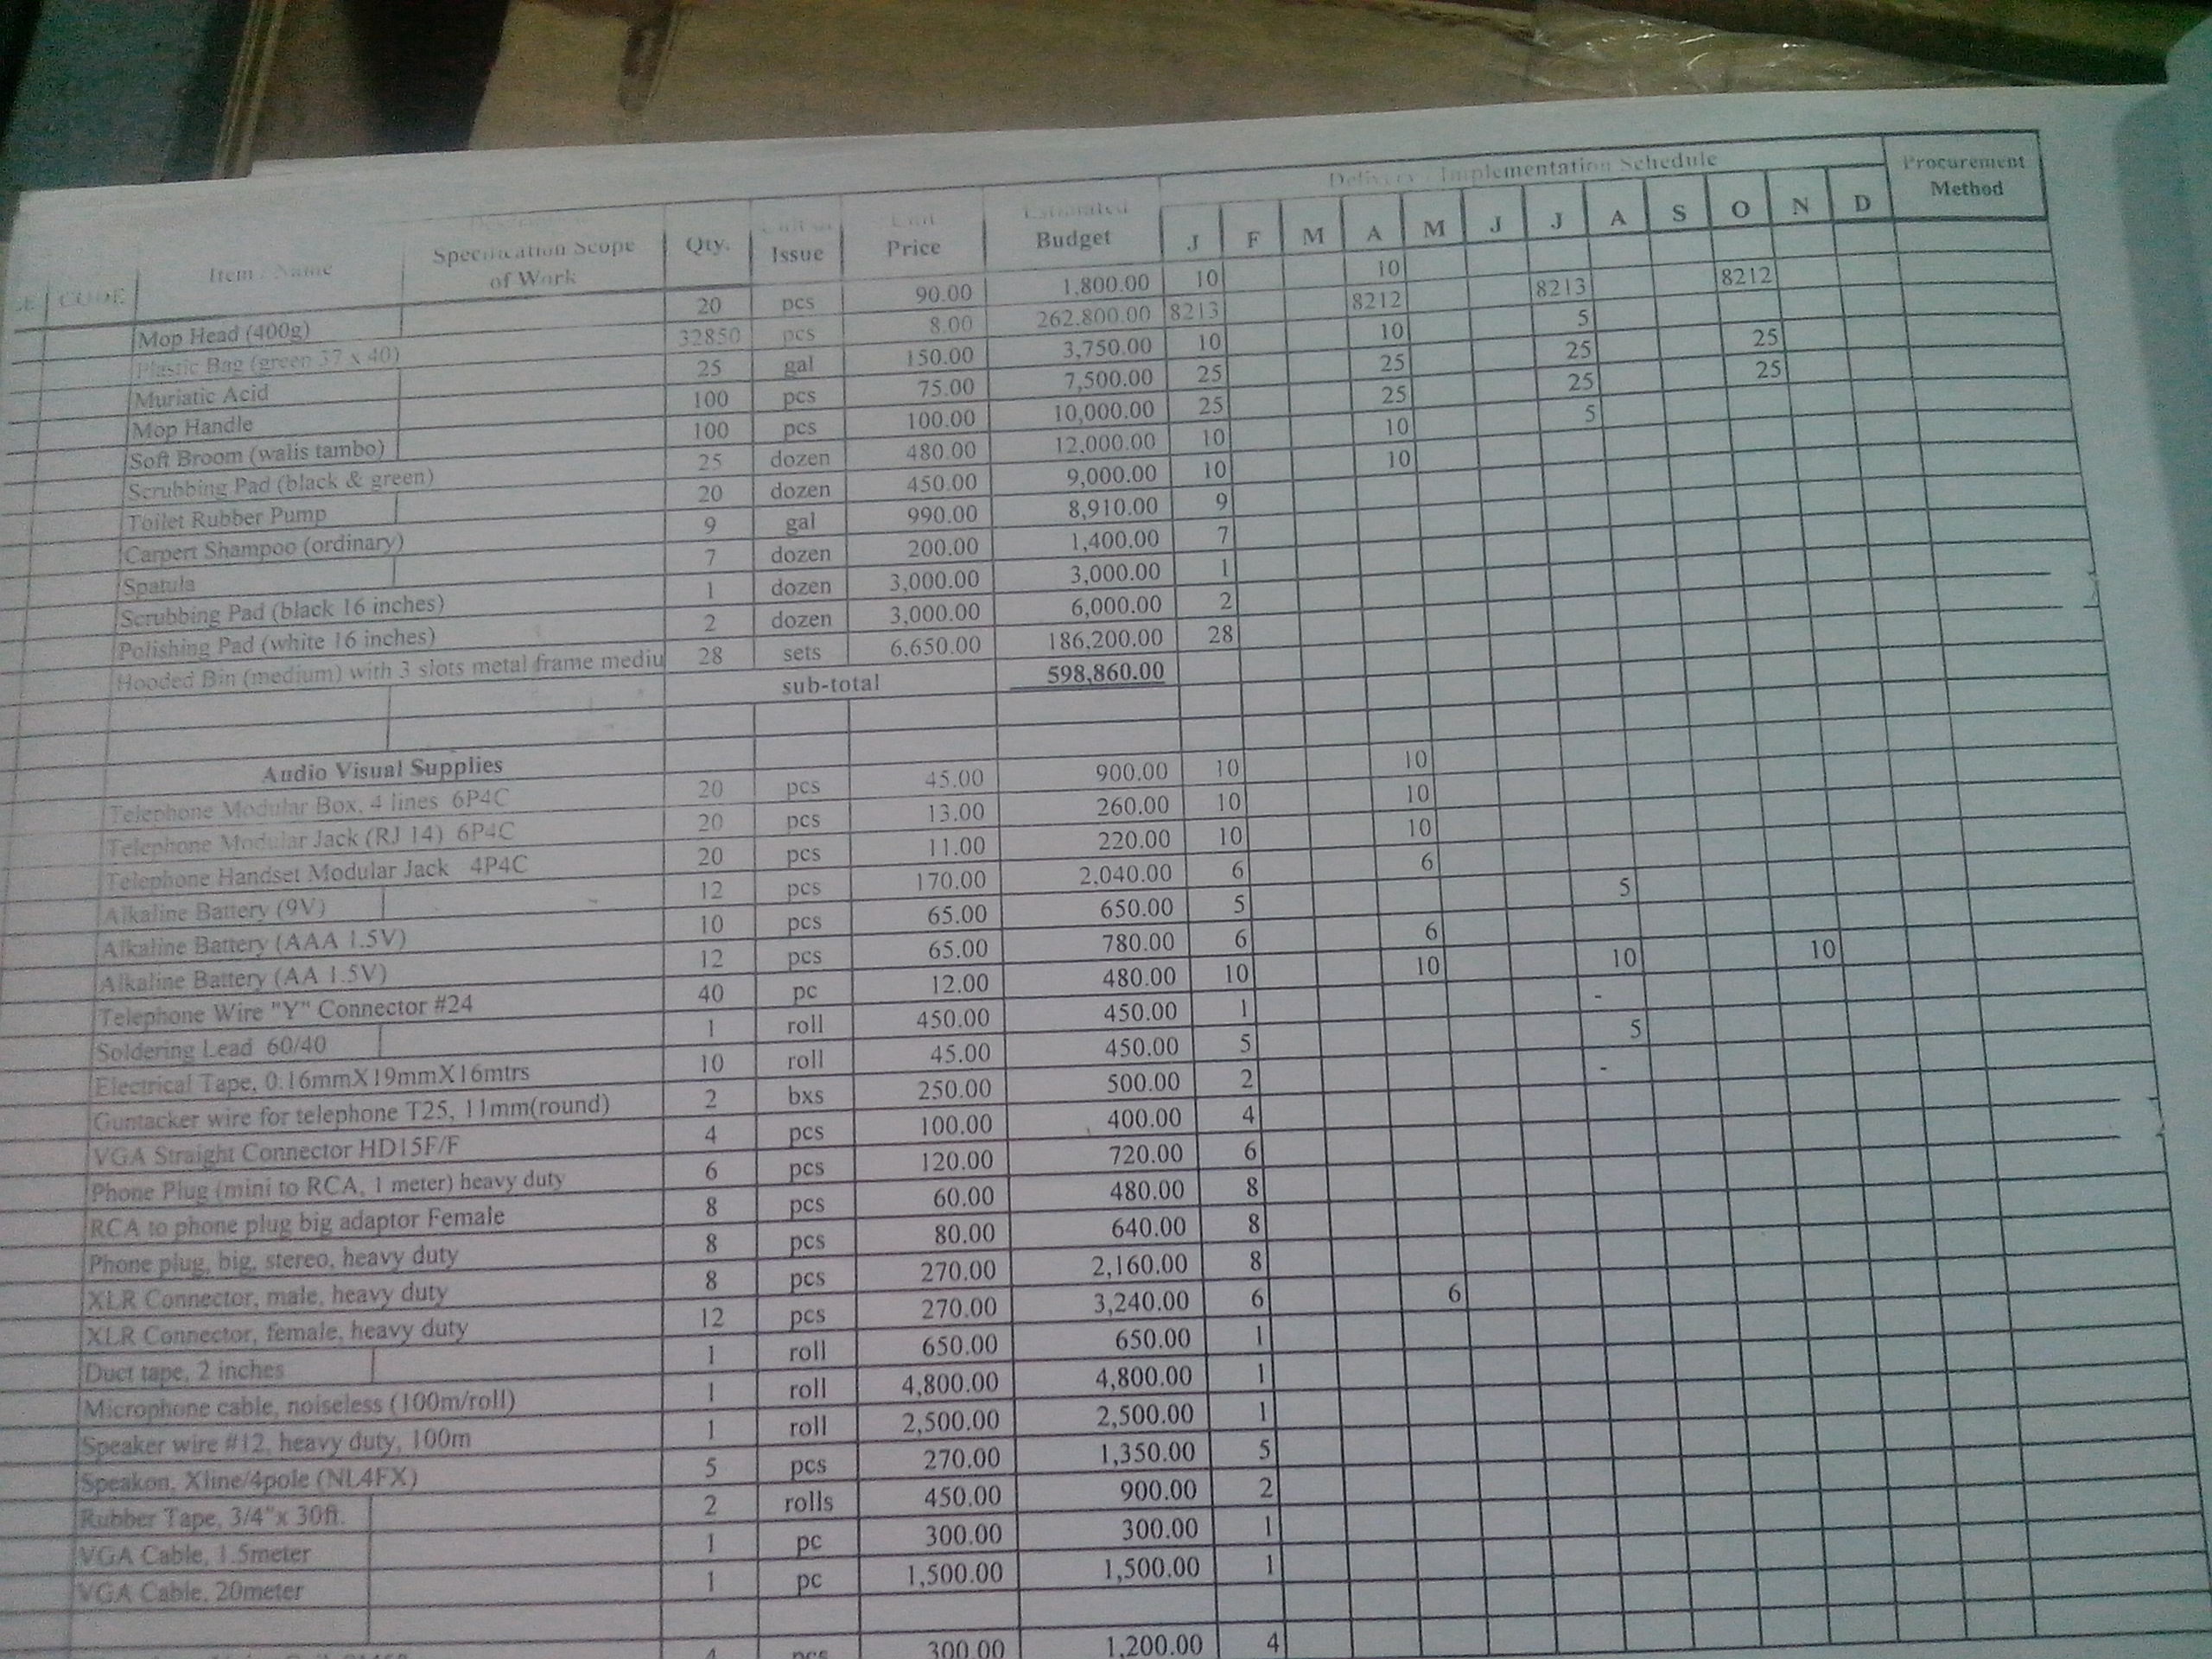 Delivery / Implementation Schedule Procurement
Unit Estimated Method
CODE Item / Name Specification Scope of Work Qty. Issue Price Budget J F M A M J J A S O N D
Mop Head (400g) 20 pcs 90.00 1,800.00 10 10
Plastic Bag (green 37 x 40) 32850 pcs 8.00 262,800.00 8213 8212 8213 8212
Muriatic Acid 25 gal 150.00 3,750.00 10 10 5
Mop Handle 100 pcs 75.00 7,500.00 25 25 25 25
Soft Broom (walis tambo) 100 pcs 100.00 10,000.00 25 25 25 25
Scrubbing Pad (black & green) 25 dozen 480.00 12,000.00 10 10 5
Toilet Rubber Pump 20 dozen 450.00 9,000.00 10 10
Carpert Shampoo (ordinary) 9 gal 990.00 8,910.00 9
Spatula 7 dozen 200.00 1,400.00 7
Scrubbing Pad (black 16 inches) 1 dozen 3,000.00 3,000.00 1
Polishing Pad (white 16 inches) 2 dozen 3,000.00 6,000.00 2
Hooded Bin (medium) with 3 slots metal frame mediu 28 sets 6,650.00 186,200.00 28
sub-total 598,860.00
Audio Visual Supplies
Telephone Modular Box, 4 lines 6P4C 20 pcs 45.00 900.00 10 10
Telephone Modular Jack (RJ 14) 6P4C 20 pcs 13.00 260.00 10 10
Telephone Handset Modular Jack 4P4C 20 pcs 11.00 220.00 10 10
Alkaline Battery (9V) 12 pcs 170.00 2,040.00 6 6
Alkaline Battery (AAA 1.5V) 10 pcs 65.00 650.00 5 5
Alkaline Battery (AA 1.5V) 12 pcs 65.00 780.00 6 6
Telephone Wire "Y" Connector #24 40 pc 12.00 480.00 10 10 10 10
Soldering Lead 60/40 1 roll 450.00 450.00 1 -
Electrical Tape, 0.16mmX19mmX16mtrs 10 roll 45.00 450.00 5 5
Guntacker wire for telephone T25, 11mm(round) 2 bxs 250.00 500.00 2 -
VGA Straight Connector HD15F/F 4 pcs 100.00 400.00 4
Phone Plug (mini to RCA, 1 meter) heavy duty 6 pcs 120.00 720.00 6
RCA to phone plug big adaptor Female 8 pcs 60.00 480.00 8
Phone plug, big, stereo, heavy duty 8 pcs 80.00 640.00 8
XLR Connector, male, heavy duty 8 pcs 270.00 2,160.00 8
XLR Connector, female, heavy duty 12 pcs 270.00 3,240.00 6 6
Duct tape, 2 inches 1 roll 650.00 650.00 1
Microphone cable, noiseless (100m/roll) 1 roll 4,800.00 4,800.00 1
Speaker wire #12, heavy duty, 100m 1 roll 2,500.00 2,500.00 1
Speakon, Xline/4pole (NL4FX) 5 pcs 270.00 1,350.00 5
Rubber Tape, 3/4"x 30ft. 2 rolls 450.00 900.00 2
VGA Cable, 1.5meter 1 pc 300.00 300.00 1
VGA Cable, 20meter 1 pc 1,500.00 1,500.00 1
4 pcs 300.00 1,200.00 4